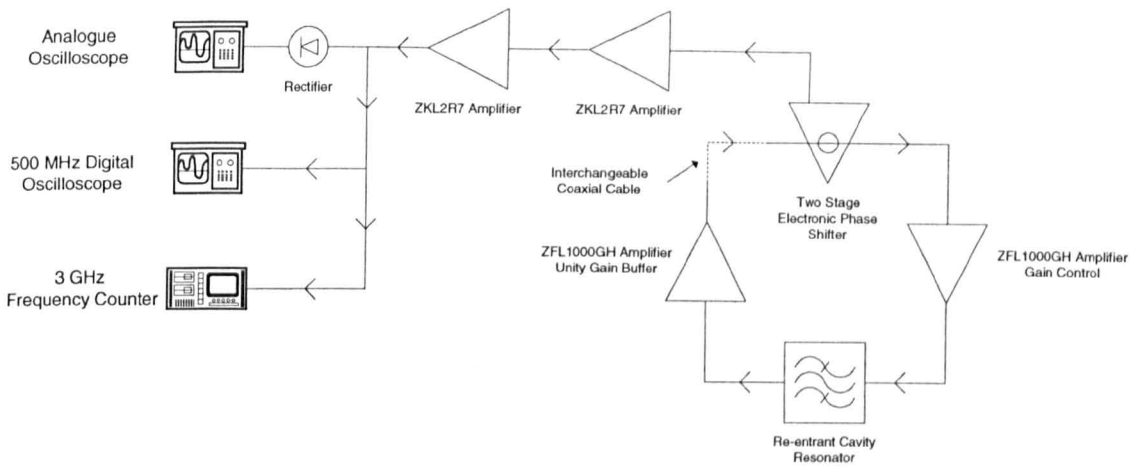 Analogue
Oscilloscope
Rectifier
ZKL2R7 Amplifier
ZKL2R7 Amplifier
500 MHz Digital
Oscilloscope
Interchangeable
Coaxial Cable
Two Stage
Electronic Phase
Shifter
ZFL1000GH Amplifier
Unity Gain Buffer
ZFL1000GH Amplifier
Gain Control
3 GHz
Frequency Counter
Re-entrant Cavity
Resonator